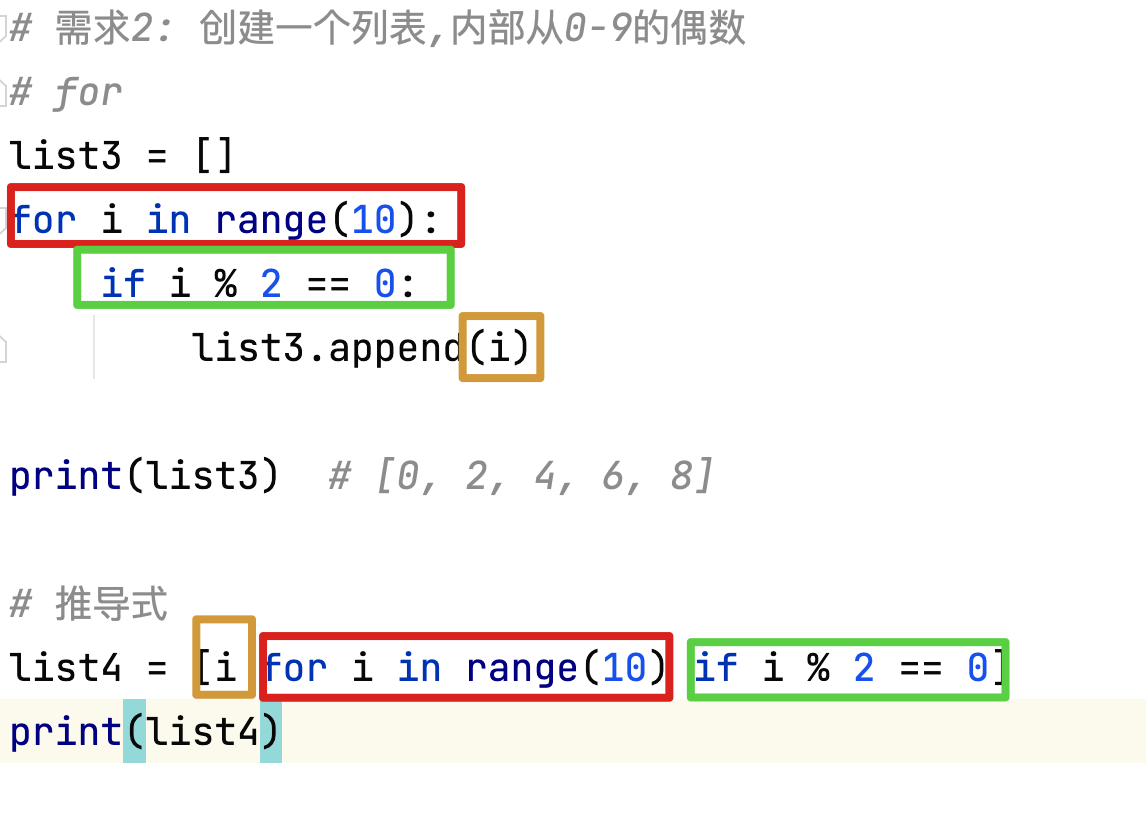 # 需求2: 创建一个列表,内部从0-9的偶数
# for
list3 = []
for i in range(10):
    if i % 2 == 0:
        list3.append(i)
print(list3)  # [0, 2, 4, 6, 8]
# 推导式
list4 = [i for i in range(10) if i % 2 == 0]
print(list4)